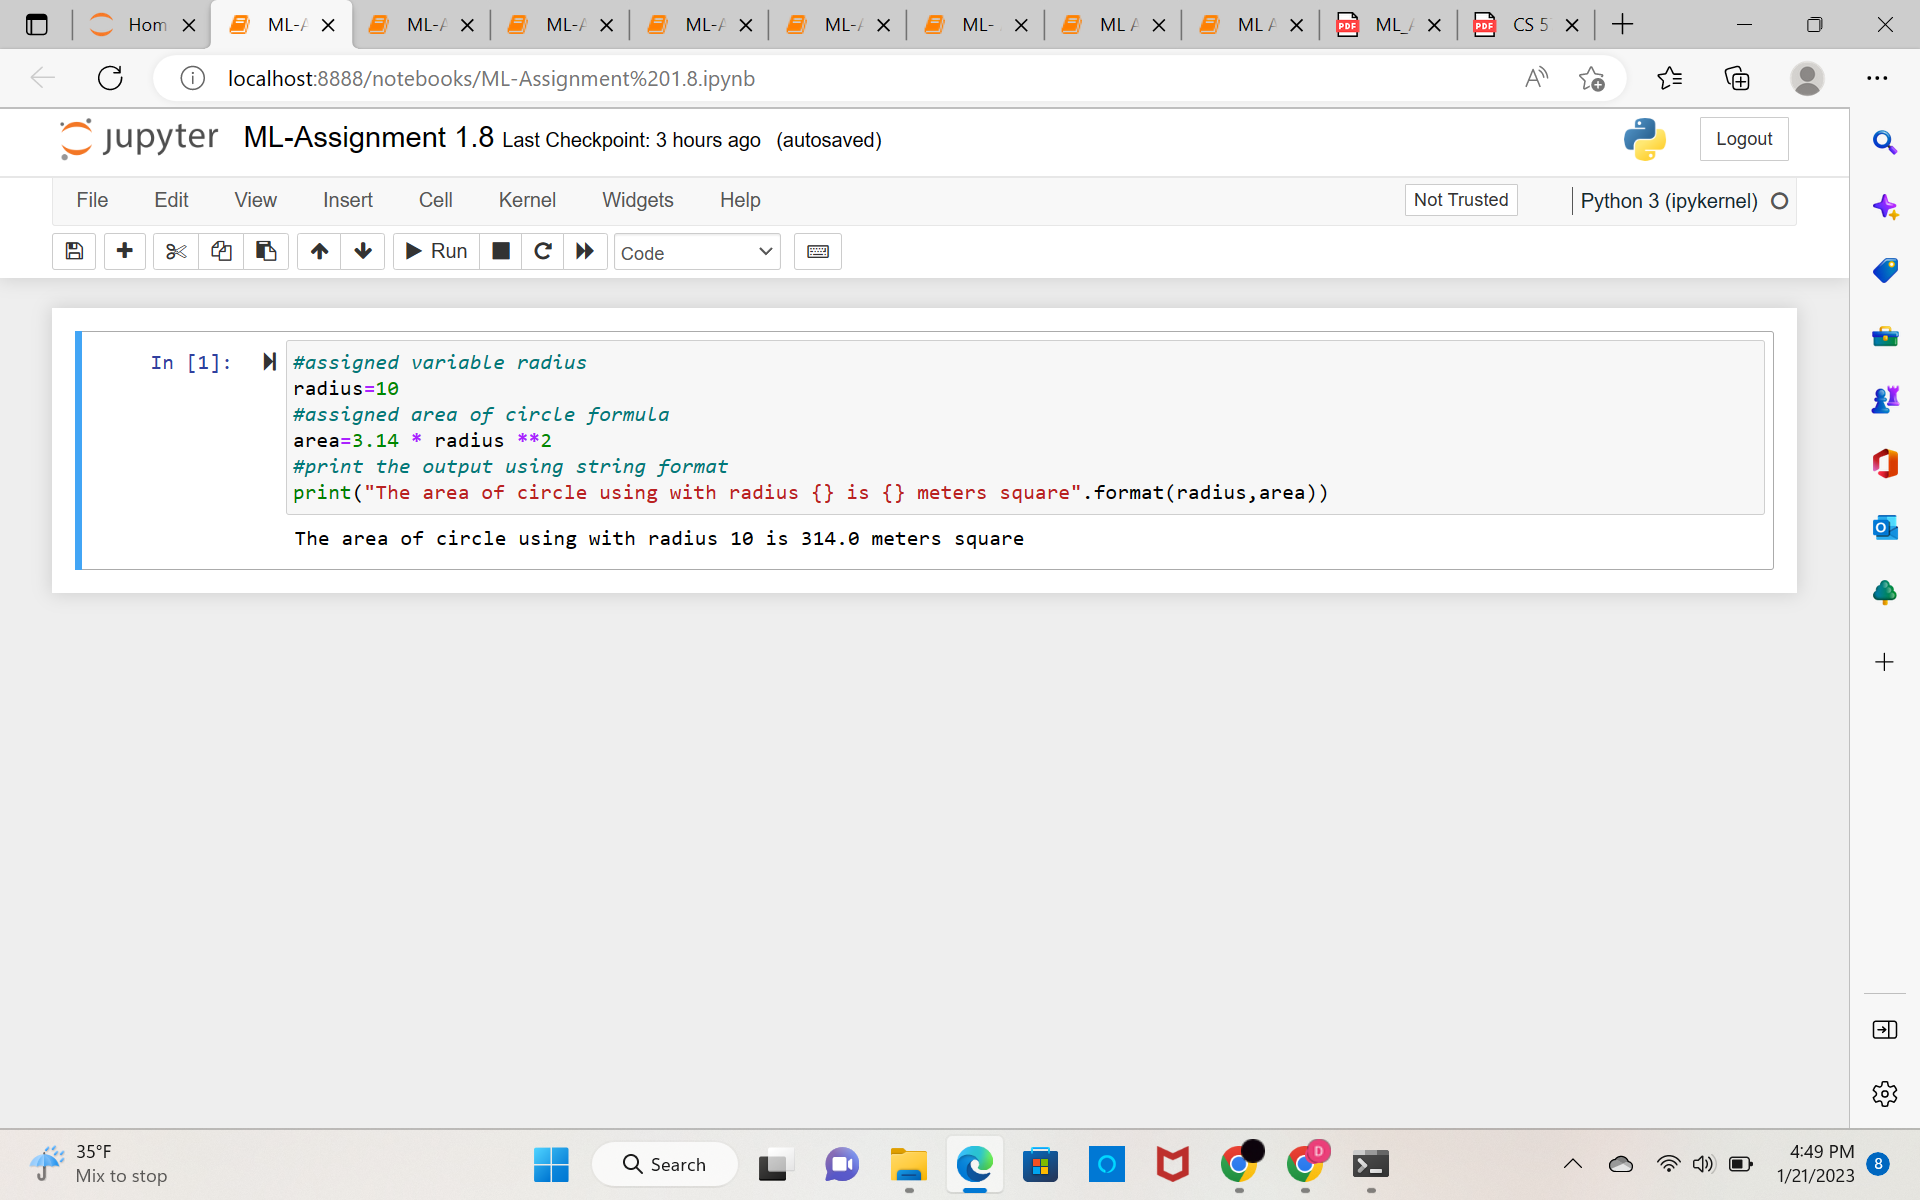 Hom
ML-A
ML-A
ML-A
ML-A
ML-A
ML-
ML A
ML A
PDF ML_A
PDF CS 5
localhost:8888/notebooks/ML-Assignment%201.8.ipynb
jupyter ML-Assignment 1.8 Last Checkpoint: 3 hours ago (autosaved)
Logout
File Edit View Insert Cell Kernel Widgets Help
Not Trusted
Python 3 (ipykernel)
Run
Code
In [1]:
#assigned variable radius
radius=10
#assigned area of circle formula
area=3.14 * radius **2
#print the output using string format
print("The area of circle using with radius {} is {} meters square".format(radius,area))
The area of circle using with radius 10 is 314.0 meters square
35°F
Mix to stop
Search
D
4:49 PM
1/21/2023
8